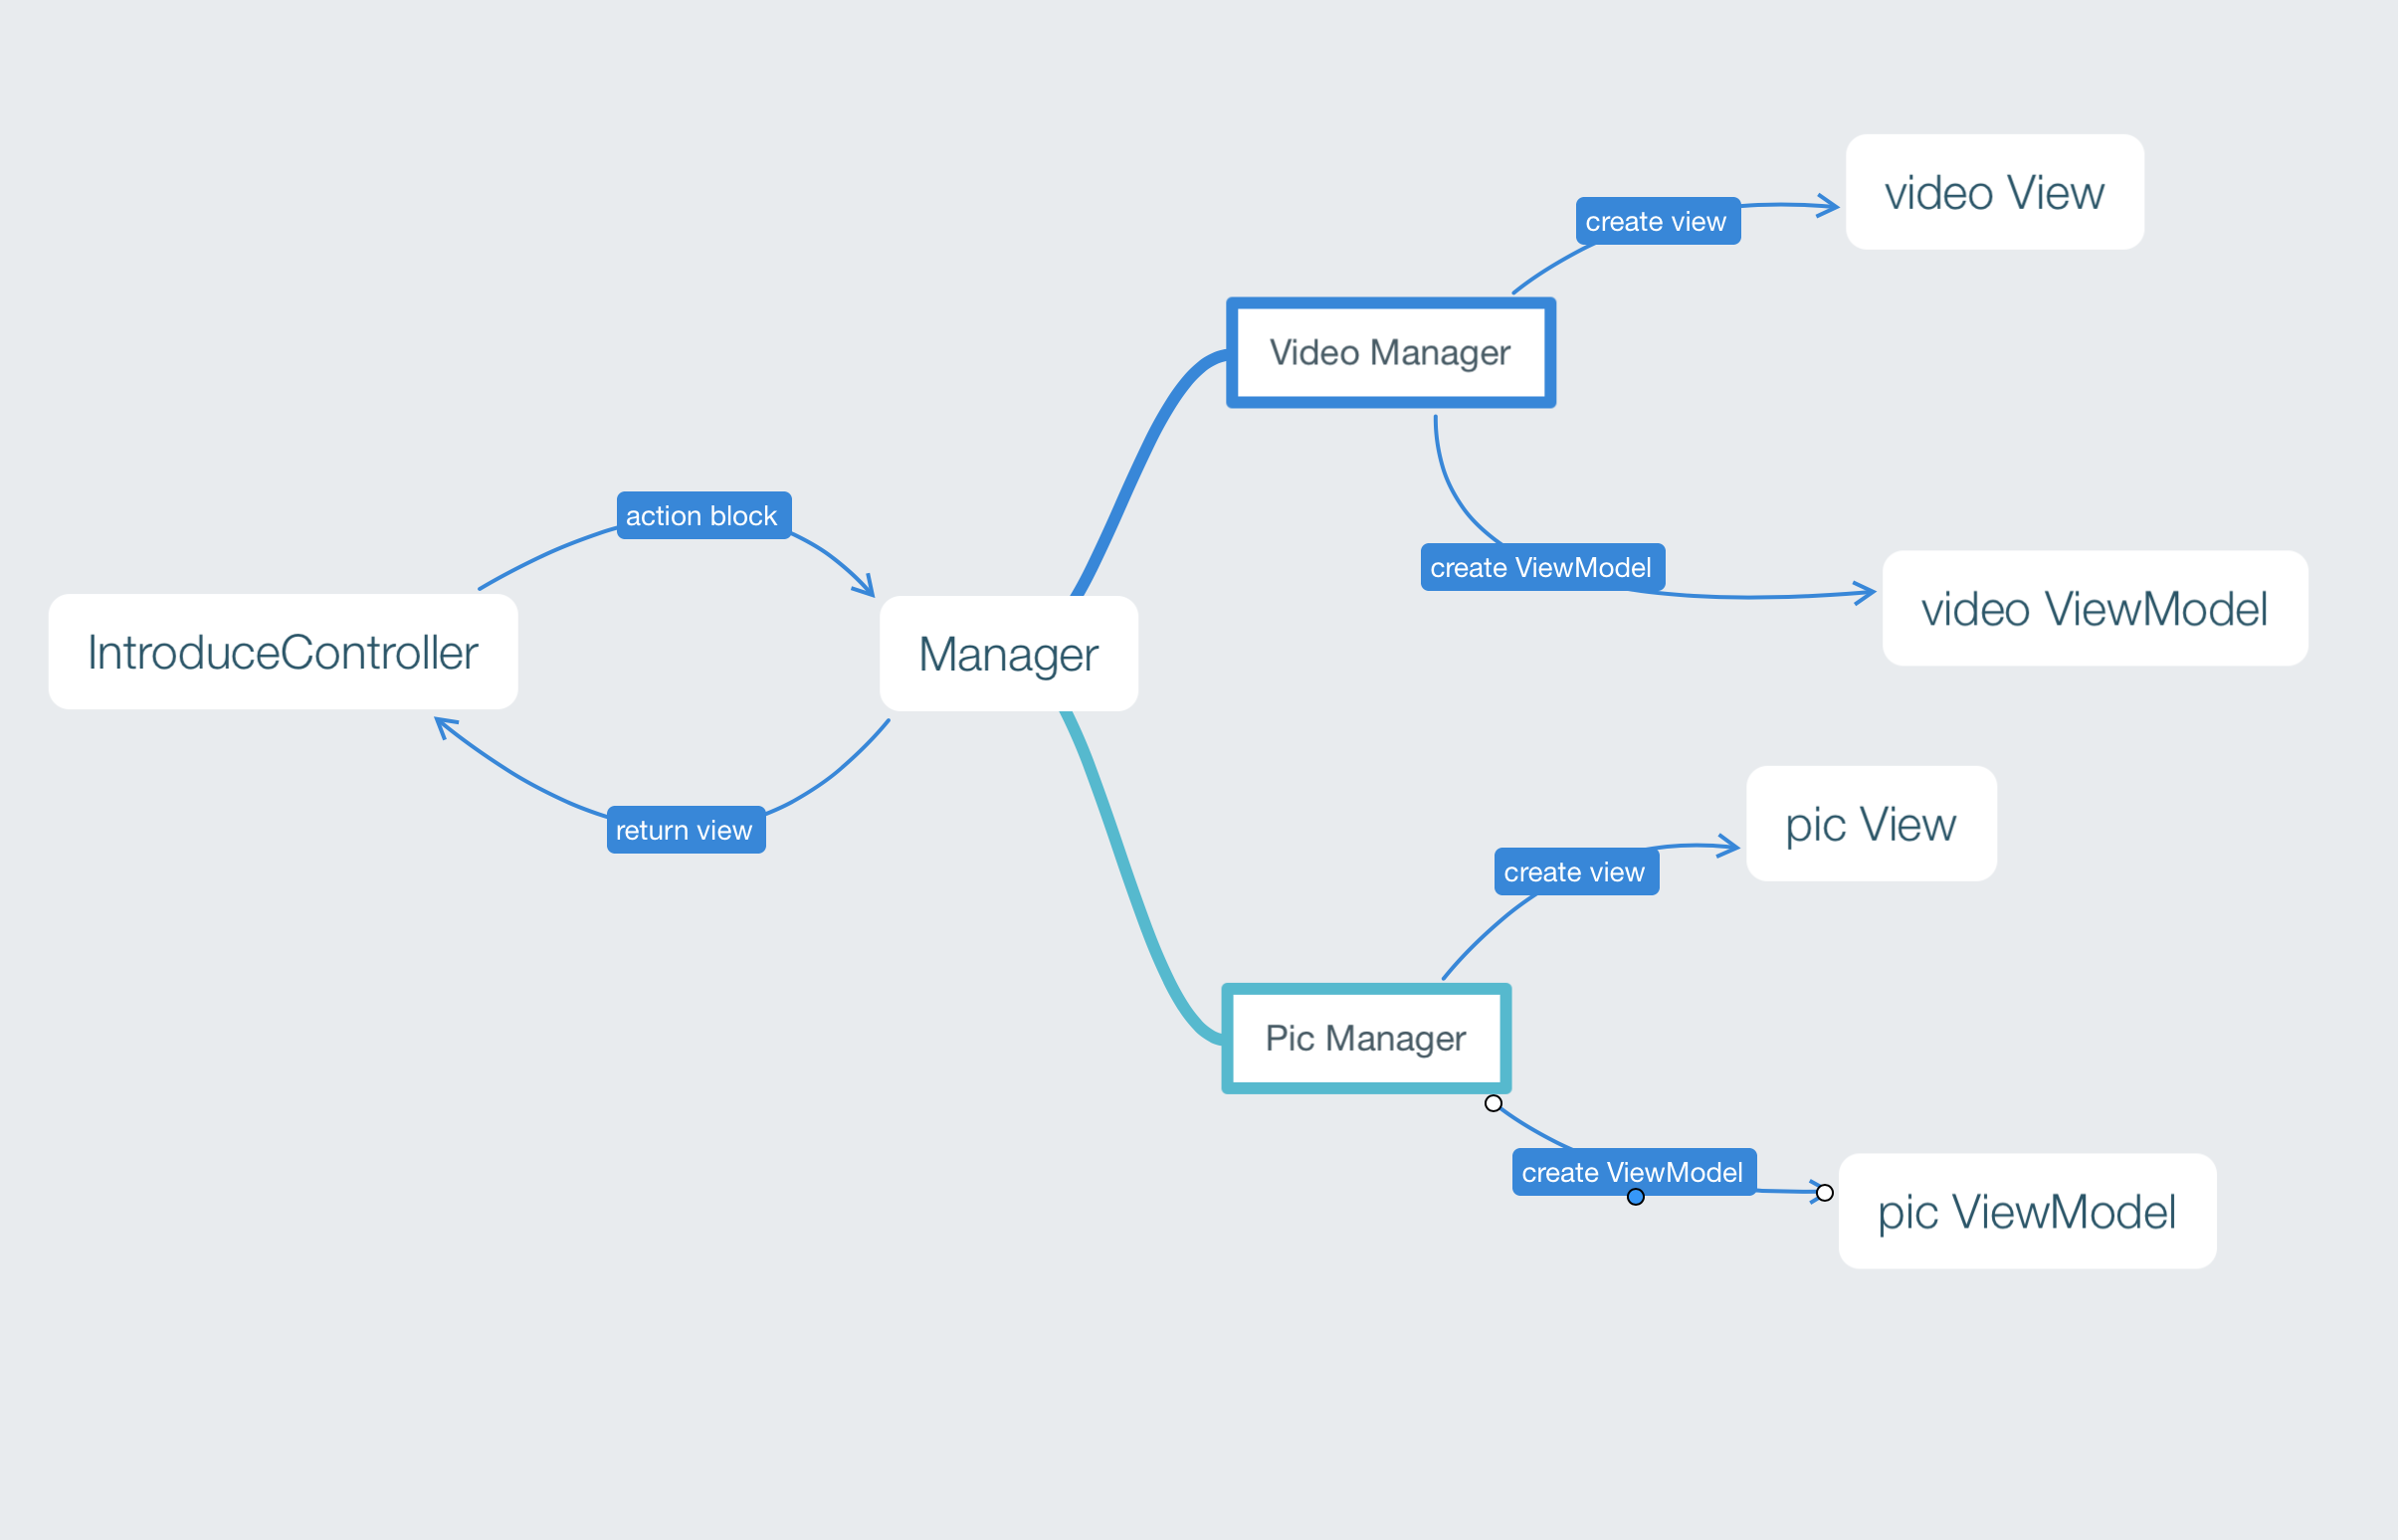 video View
create view
Video Manager
action block
create ViewModel
video ViewModel
IntroduceController
Manager
return view
pic View
create view
Pic Manager
create ViewModel
pic ViewModel